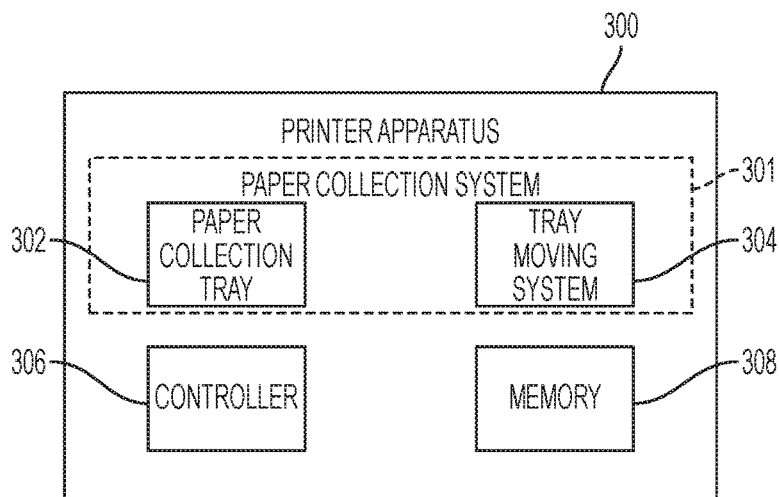 300
PRINTER APPARATUS
301
PAPER COLLECTION SYSTEM
302
PAPER
COLLECTION
TRAY
TRAY
MOVING
SYSTEM
304
306
CONTROLLER
MEMORY
308